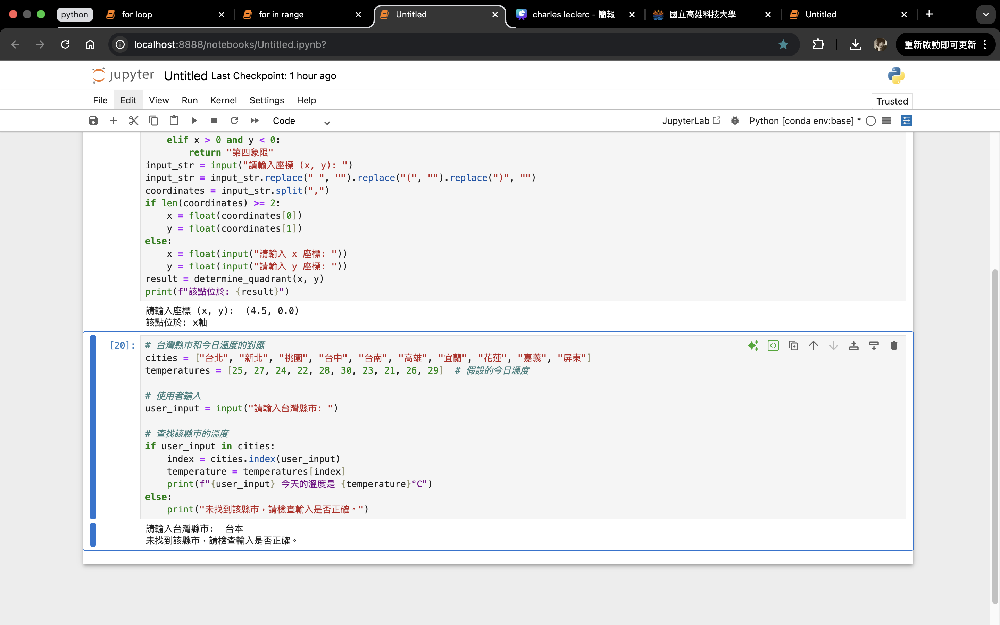 python for loop for in range Untitled charles leclerc - 簡報 國立高雄科技大學 Untitled
localhost:8888/notebooks/Untitled.ipynb? 重新啟動即可更新
jupyter Untitled Last Checkpoint: 1 hour ago
File Edit View Run Kernel Settings Help Trusted
Code JupyterLab Python [conda env:base] *
    elif x > 0 and y < 0:
        return "第四象限"
input_str = input("請輸入座標 (x, y): ")
input_str = input_str.replace(" ", "").replace("(", "").replace(")", "")
coordinates = input_str.split(",")
if len(coordinates) >= 2:
    x = float(coordinates[0])
    y = float(coordinates[1])
else:
    x = float(input("請輸入 x 座標: "))
    y = float(input("請輸入 y 座標: "))
result = determine_quadrant(x, y)
print(f"該點位於: {result}")
請輸入座標 (x, y):  (4.5, 0.0)
該點位於: x軸
[20]: # 台灣縣市和今日溫度的對應
cities = ["台北", "新北", "桃園", "台中", "台南", "高雄", "宜蘭", "花蓮", "嘉義", "屏東"]
temperatures = [25, 27, 24, 22, 28, 30, 23, 21, 26, 29]  # 假設的今日溫度
# 使用者輸入
user_input = input("請輸入台灣縣市: ")
# 查找該縣市的溫度
if user_input in cities:
    index = cities.index(user_input)
    temperature = temperatures[index]
    print(f"{user_input} 今天的溫度是 {temperature}°C")
else:
    print("未找到該縣市，請檢查輸入是否正確。")
請輸入台灣縣市:  台本
未找到該縣市，請檢查輸入是否正確。